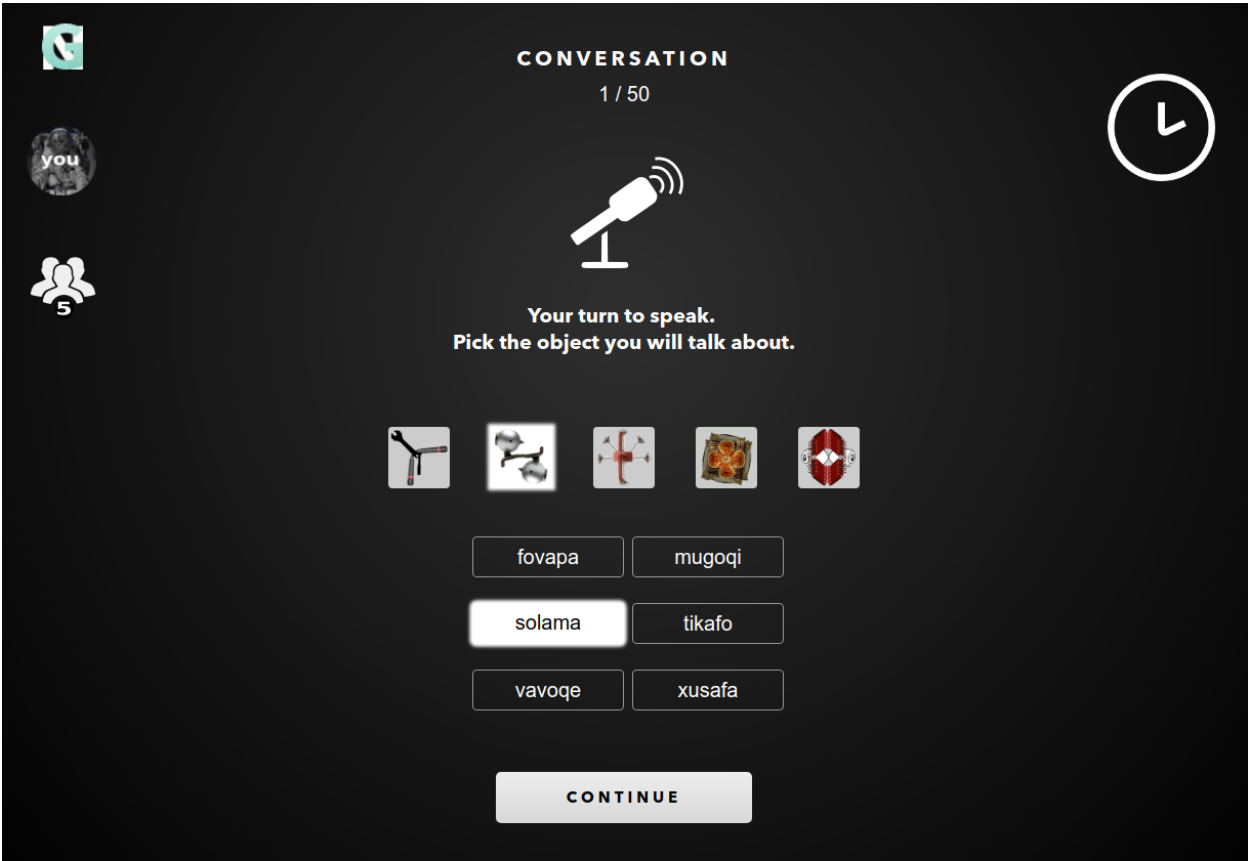 G
you
5
CONVERSATION
1 / 50
Your turn to speak.
Pick the object you will talk about.
fovapa mugoqi
solama tikafo
vavoqe xusafa
CONTINUE